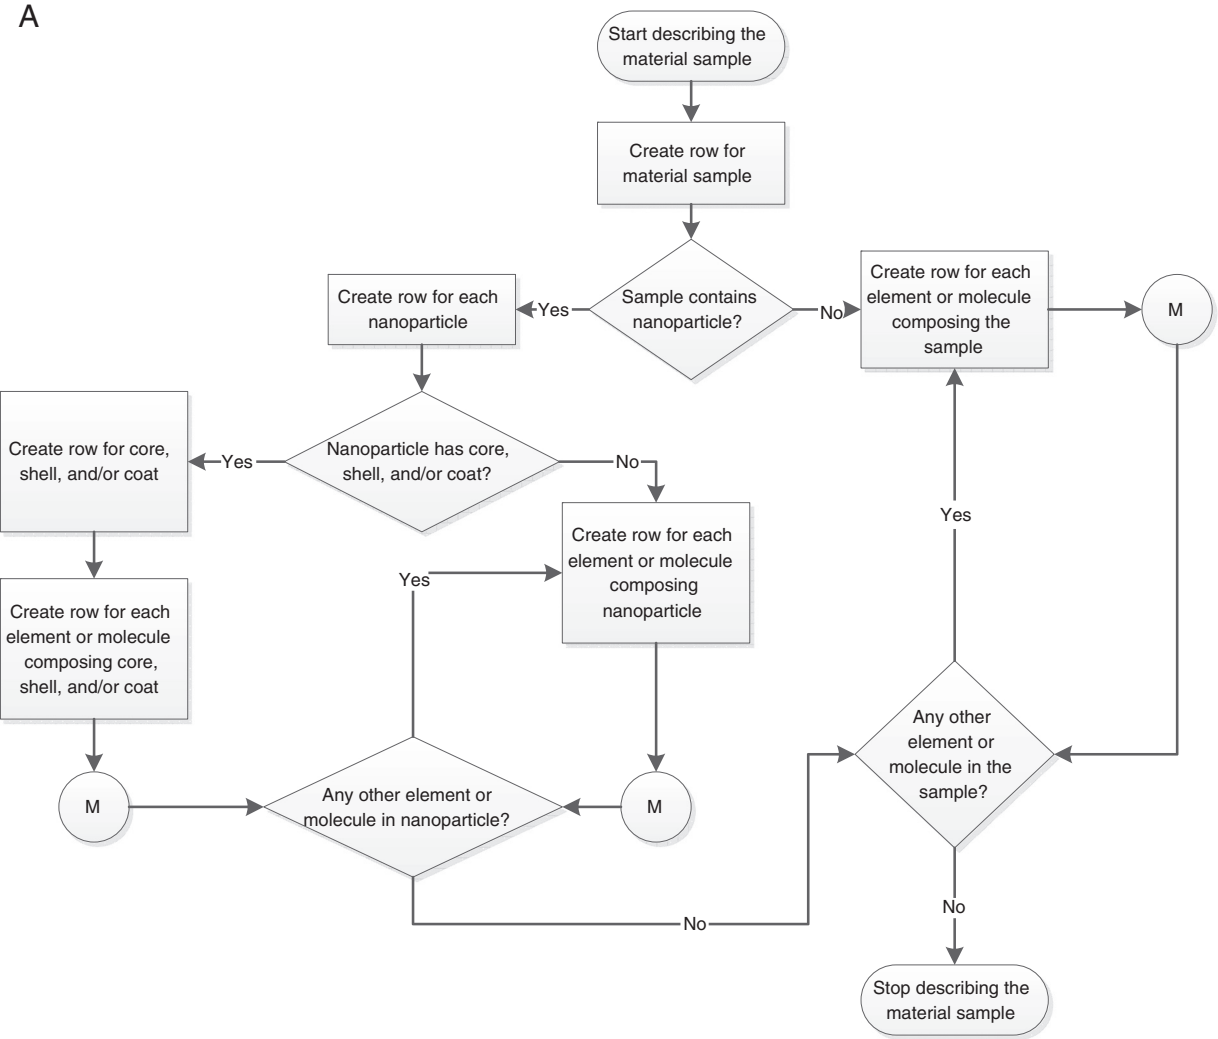 A
Start describing the
material sample
Create row for
material sample
Sample contains
nanoparticle?
Yes
No
Create row for each
nanoparticle
Create row for each
element or molecule
composing the
sample
M
Nanoparticle has core,
shell, and/or coat?
Yes
No
Create row for core,
shell, and/or coat
Create row for each
element or molecule
composing
nanoparticle
Yes
Yes
Create row for each
element or molecule
composing core,
shell, and/or coat
M
Any other element or
molecule in nanoparticle?
M
Any other
element or
molecule in the
sample?
No
No
Stop describing the
material sample